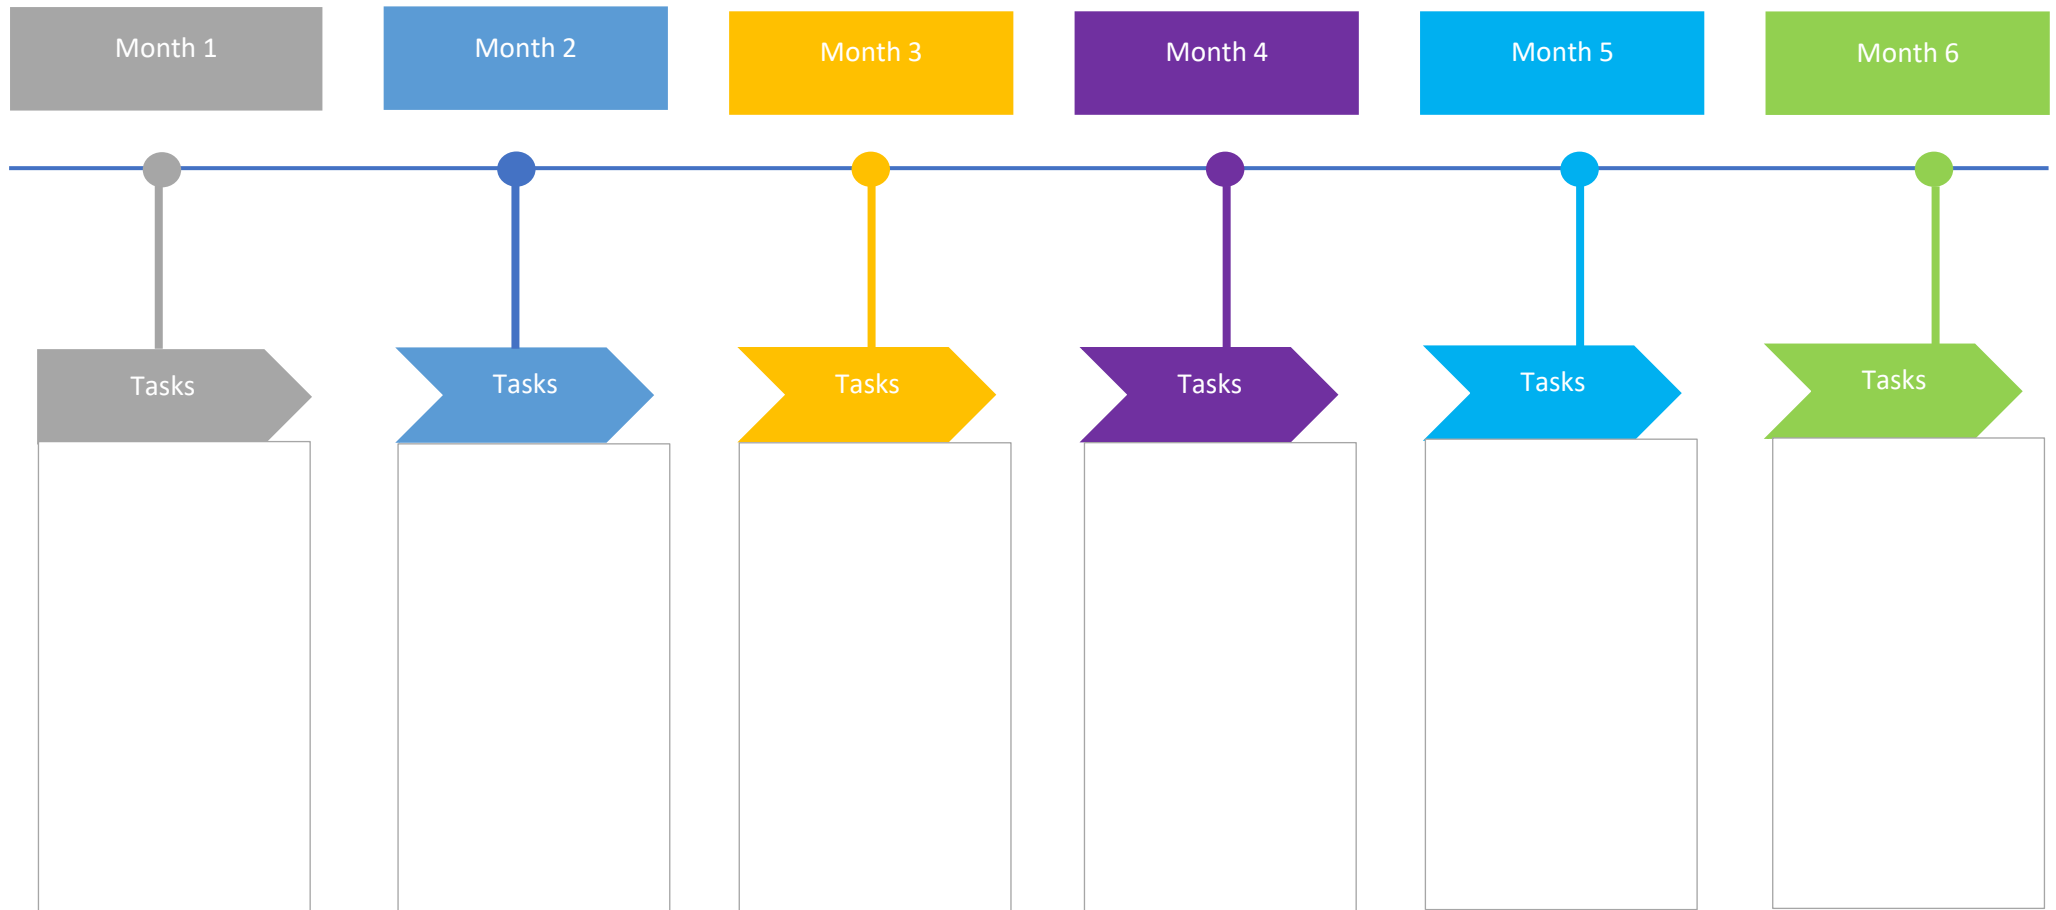 Month 1
Month 2
Month 3
Month 4
Month 5
Month 6
Tasks
Tasks
Tasks
Tasks
Tasks
Tasks